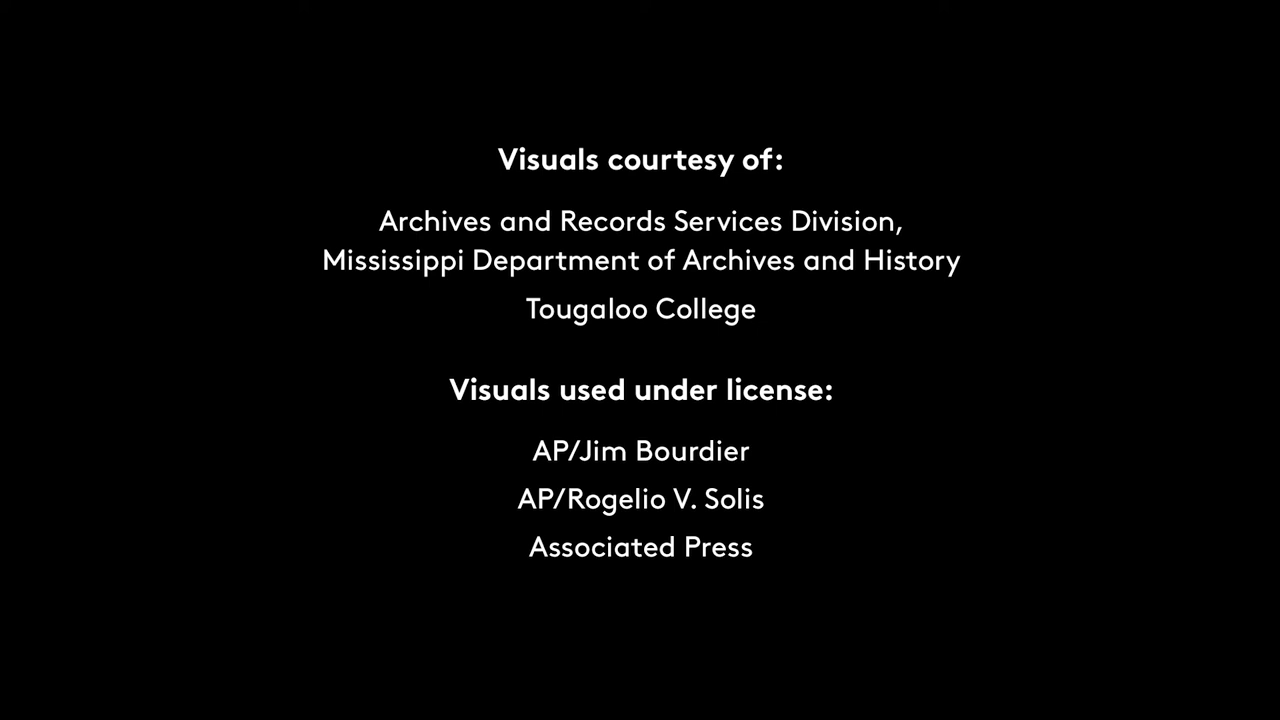 Visuals courtesy of:
Archives and Records Services Division,
Mississippi Department of Archives and History
Tougaloo College
Visuals used under license:
AP/Jim Bourdier
AP/Rogelio V. Solis
Associated Press